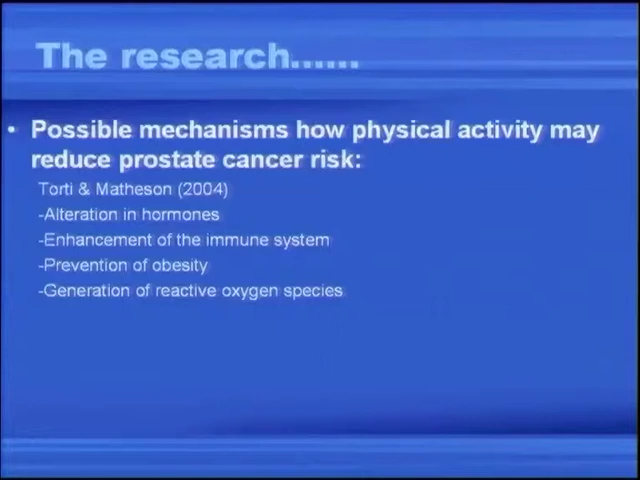 The research......
• Possible mechanisms how physical activity may
reduce prostate cancer risk:
Torti & Matheson (2004)
-Alteration in hormones
-Enhancement of the immune system
-Prevention of obesity
-Generation of reactive oxygen species